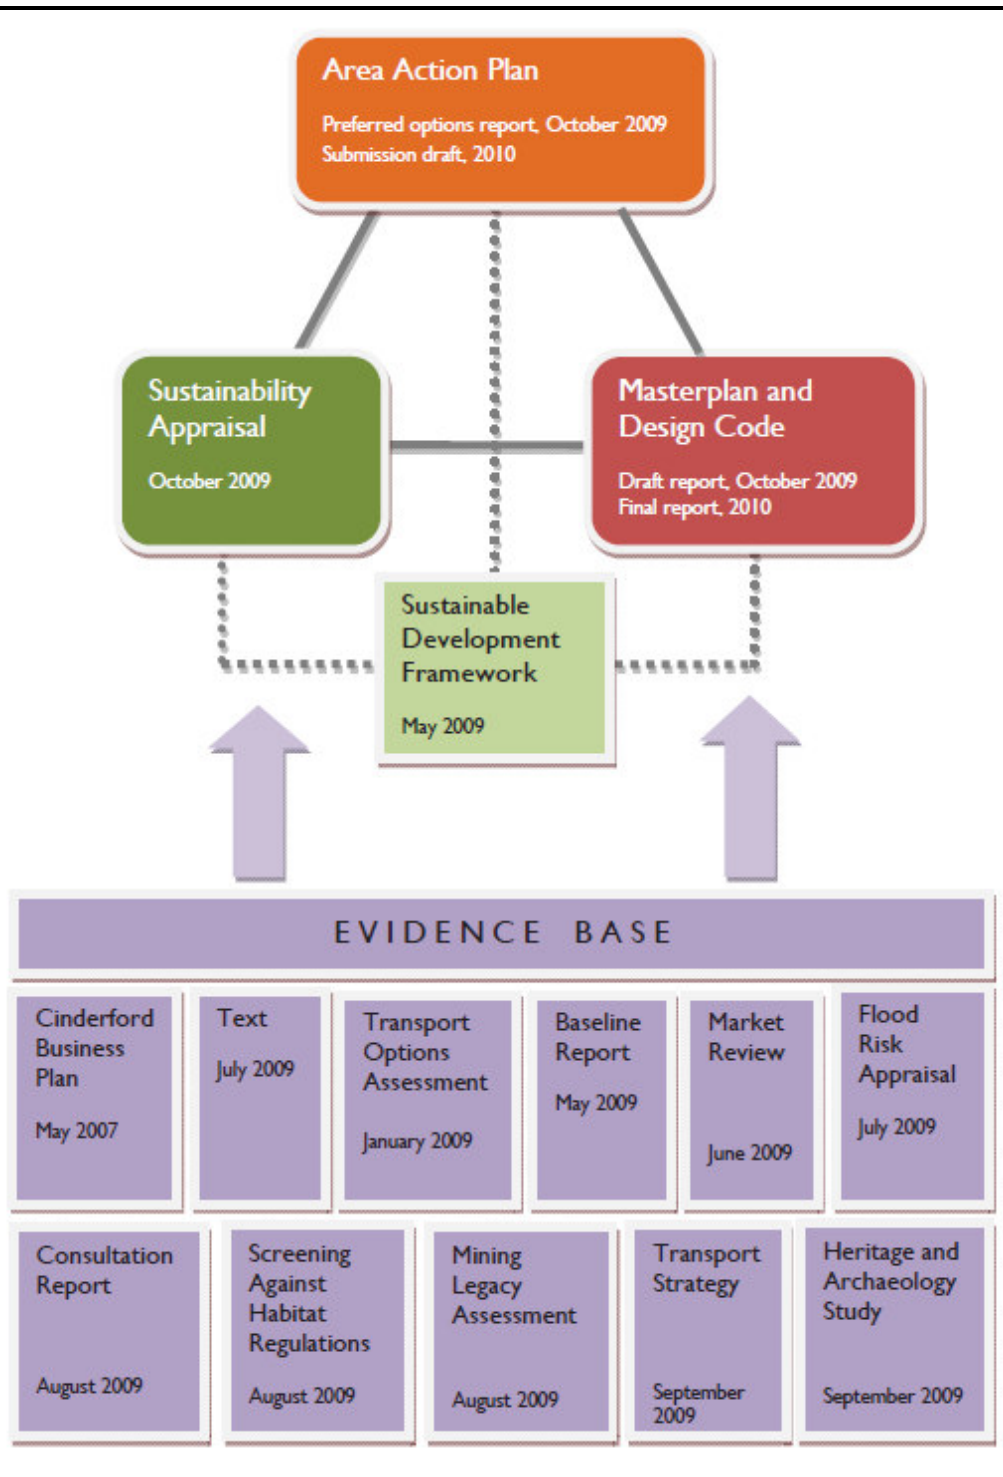 Area Action Plan
Preferred options report, October 2009
Submission draft, 2010
Sustainability
Appraisal
October 2009
Masterplan and
Design Code
Draft report, October 2009
Final report, 2010
Sustainable
Development
Framework
May 2009
EVIDENCE BASE
Cinderford
Business
Plan
May 2007
Text
July 2009
Transport
Options
Assessment
January 2009
Baseline
Report
May 2009
Market
Review
June 2009
Flood
Risk
Appraisal
July 2009
Consultation
Report
August 2009
Screening
Against
Habitat
Regulations
August 2009
Mining
Legacy
Assessment
August 2009
Transport
Strategy
September
2009
Heritage and
Archaeology
Study
September 2009